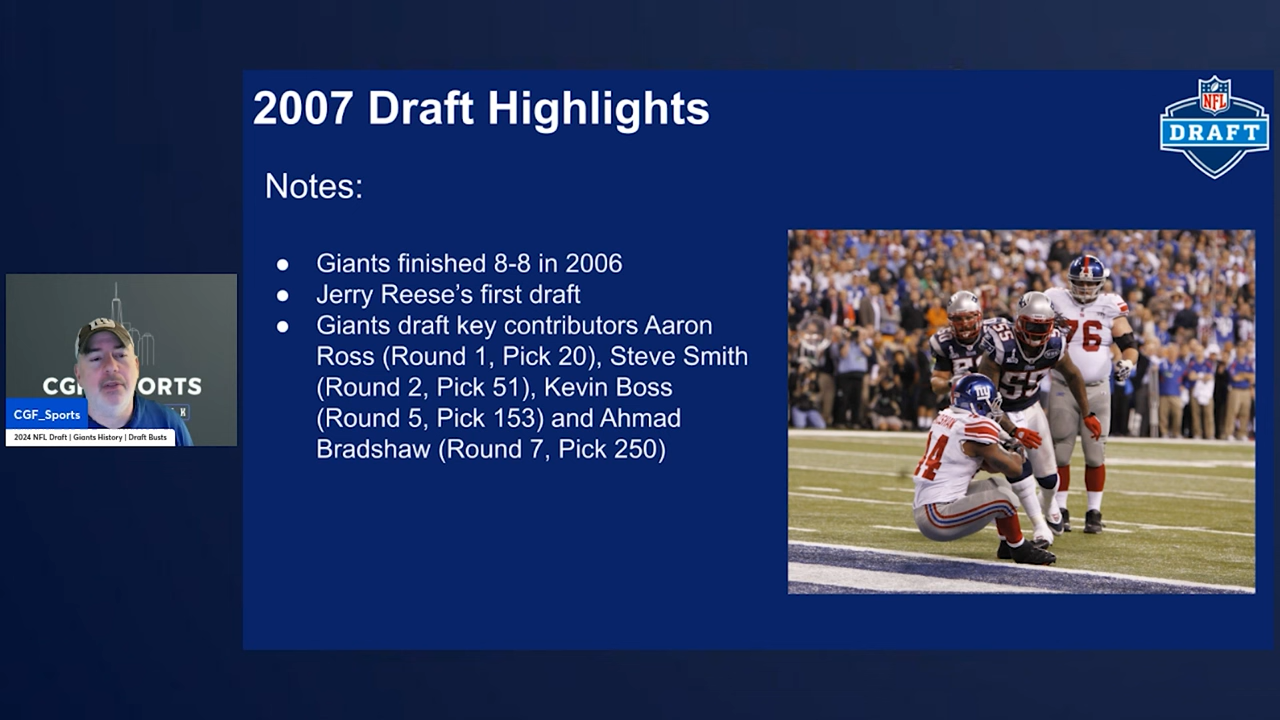 2007 Draft Highlights
NFL
DRAFT
Notes:
● Giants finished 8-8 in 2006
● Jerry Reese’s first draft
● Giants draft key contributors Aaron
Ross (Round 1, Pick 20), Steve Smith
(Round 2, Pick 51), Kevin Boss
(Round 5, Pick 153) and Ahmad
Bradshaw (Round 7, Pick 250)
76
55
ny
44
CGF_Sports
2024 NFL Draft | Giants History | Draft Busts